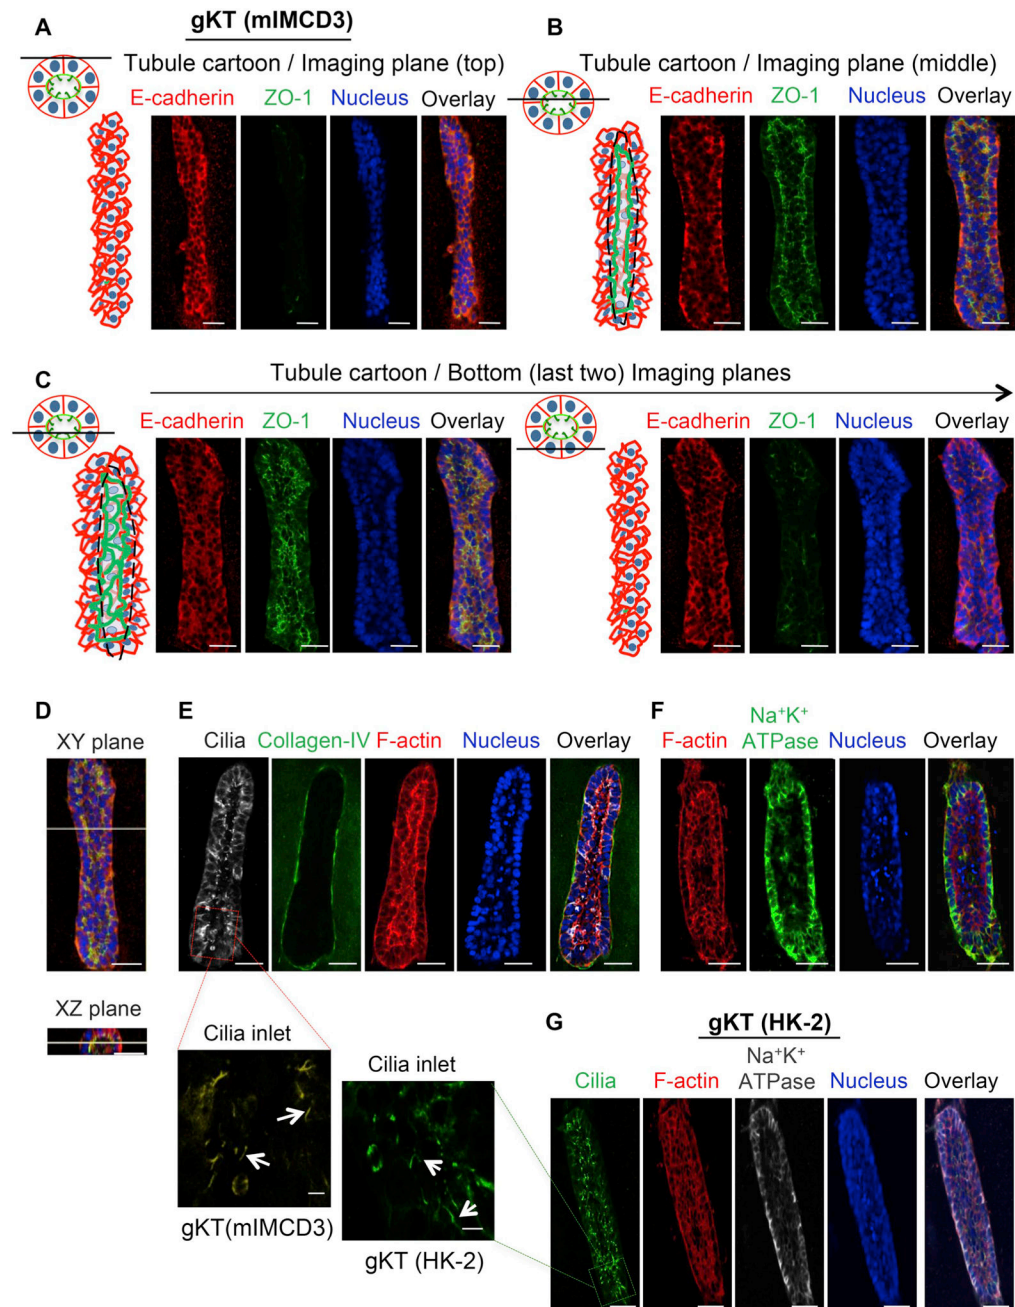 A
gKT (mIMCD3)
B
Tubule cartoon / Imaging plane (top)
Tubule cartoon / Imaging plane (middle)
E-cadherin ZO-1 Nucleus Overlay
E-cadherin ZO-1 Nucleus Overlay
C
Tubule cartoon / Bottom (last two) Imaging planes
E-cadherin ZO-1 Nucleus Overlay
E-cadherin ZO-1 Nucleus Overlay
D
XY plane
XZ plane
E
Cilia Collagen-IV F-actin Nucleus Overlay
F
F-actin Na⁺K⁺ ATPase Nucleus Overlay
Cilia inlet
gKT(mIMCD3)
Cilia inlet
gKT (HK-2)
G
gKT (HK-2)
Cilia F-actin Na⁺K⁺ ATPase Nucleus Overlay